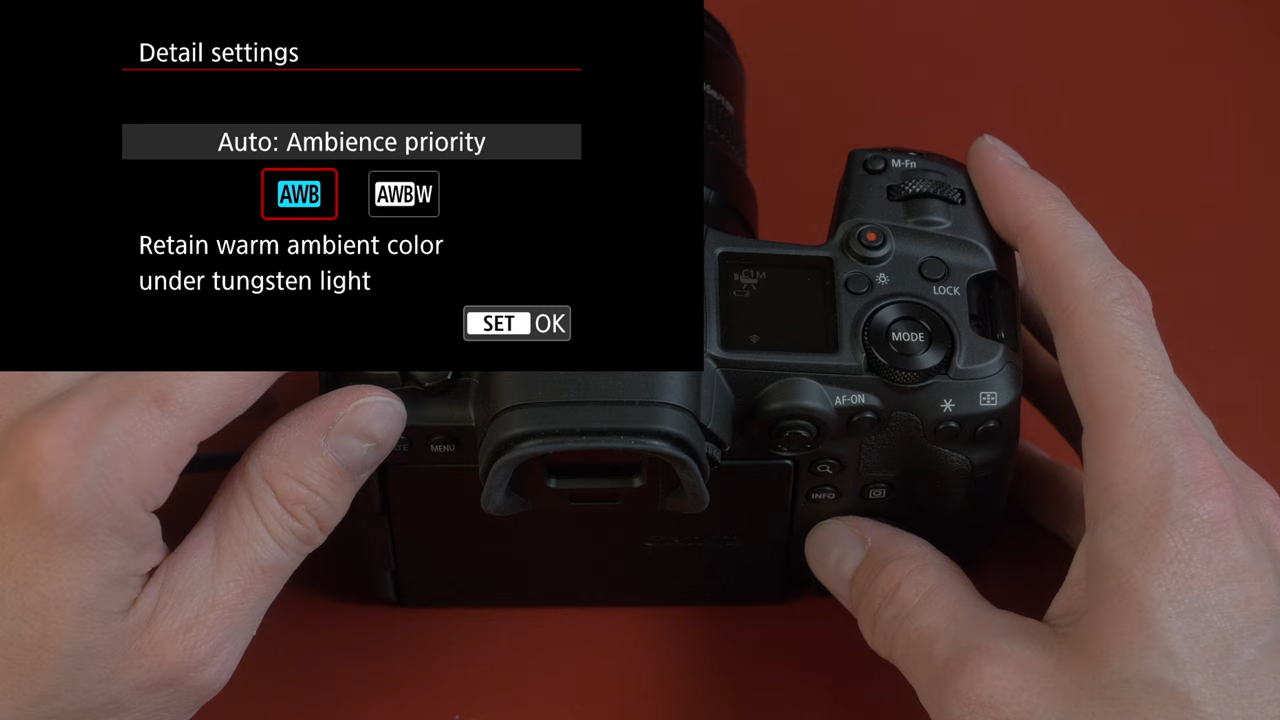 Detail settings
Auto: Ambience priority
AWB AWBW
Retain warm ambient color
under tungsten light
SET OK
M-Fn
C1 M
LOCK
MODE
AF-ON
MENU
INFO